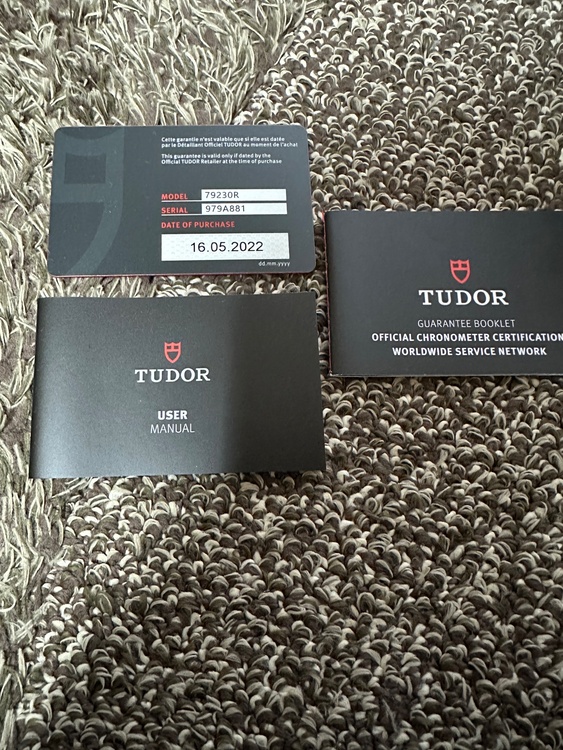 Cette garantie n'est valable que si elle est datée
par le Détaillant Officiel TUDOR au moment de l'achat
This guarantee is valid only if dated by the
Official TUDOR Retailer at the time of purchase
MODEL 79230R
SERIAL 979A881
DATE OF PURCHASE
16.05.2022
dd.mm.yyyy
TUDOR
GUARANTEE BOOKLET
OFFICIAL CHRONOMETER CERTIFICATION
WORLDWIDE SERVICE NETWORK
TUDOR
USER
MANUAL